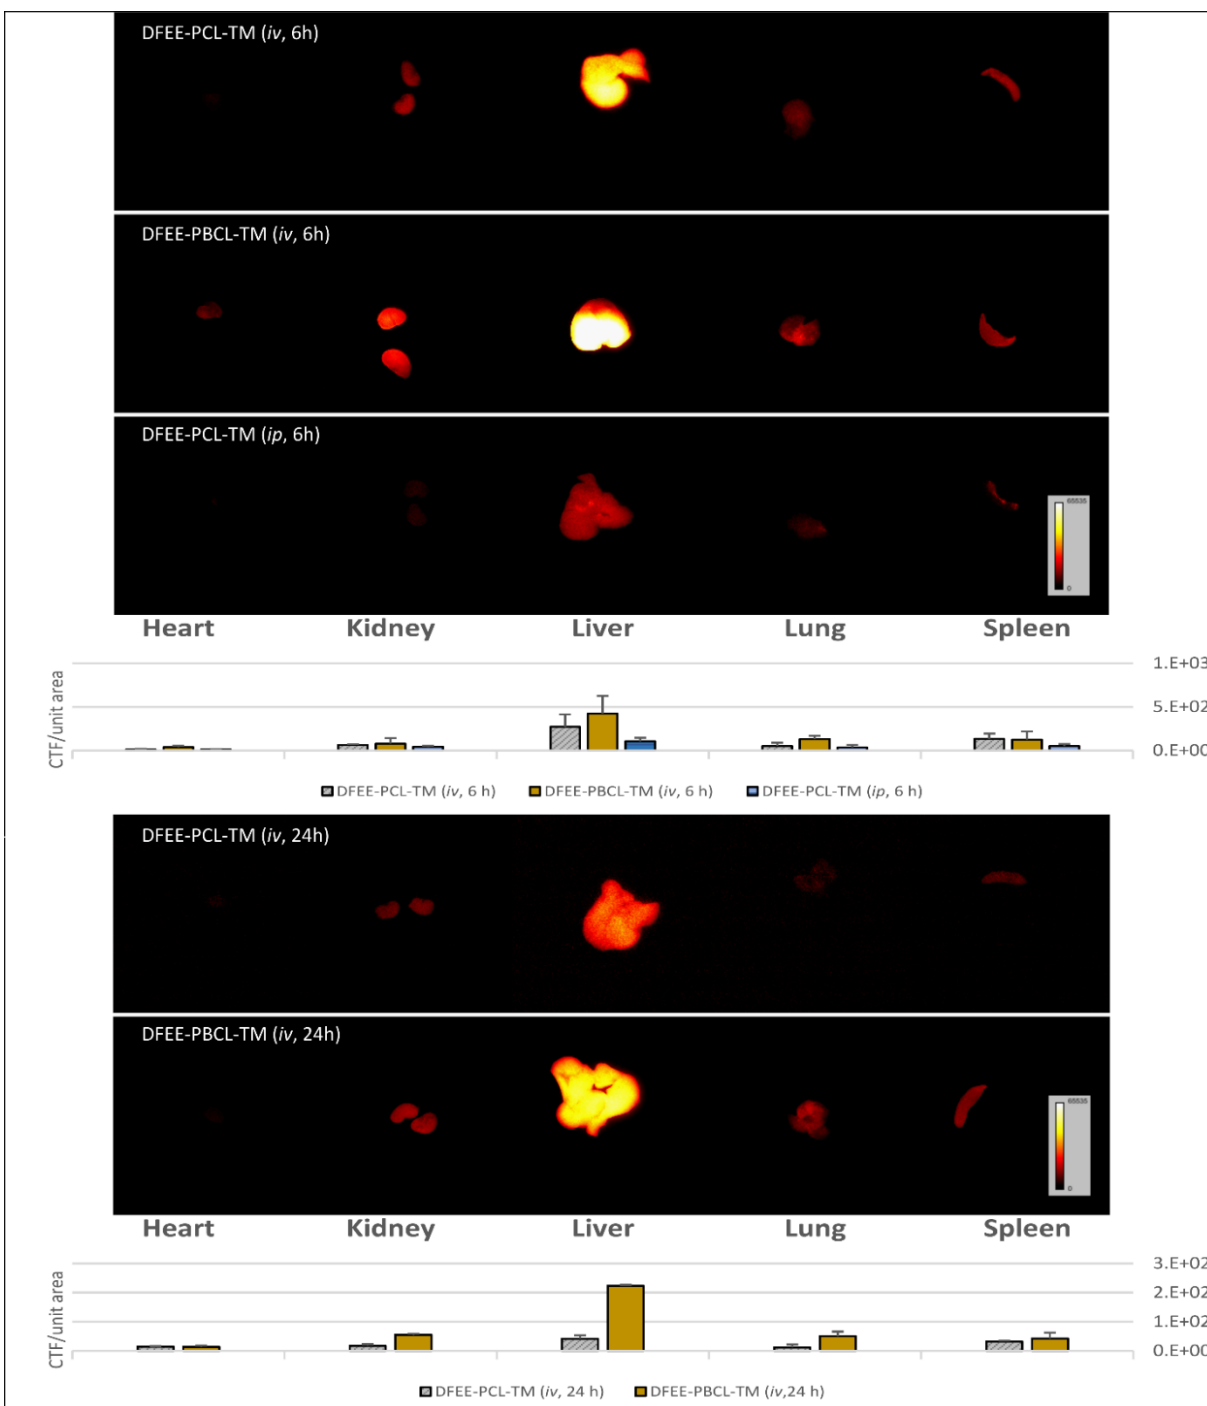 DFEE-PCL-TM (iv, 6h)
DFEE-PBCL-TM (iv, 6h)
DFEE-PCL-TM (ip, 6h)
65535
0
Heart Kidney Liver Lung Spleen
CTF/unit area
1.E+03
5.E+02
0.E+00
DFEE-PCL-TM (iv, 6 h) DFEE-PBCL-TM (iv, 6 h) DFEE-PCL-TM (ip, 6 h)
DFEE-PCL-TM (iv, 24h)
DFEE-PBCL-TM (iv, 24h)
65535
0
Heart Kidney Liver Lung Spleen
CTF/unit area
3.E+02
2.E+02
1.E+02
0.E+00
DFEE-PCL-TM (iv, 24 h) DFEE-PBCL-TM (iv,24 h)